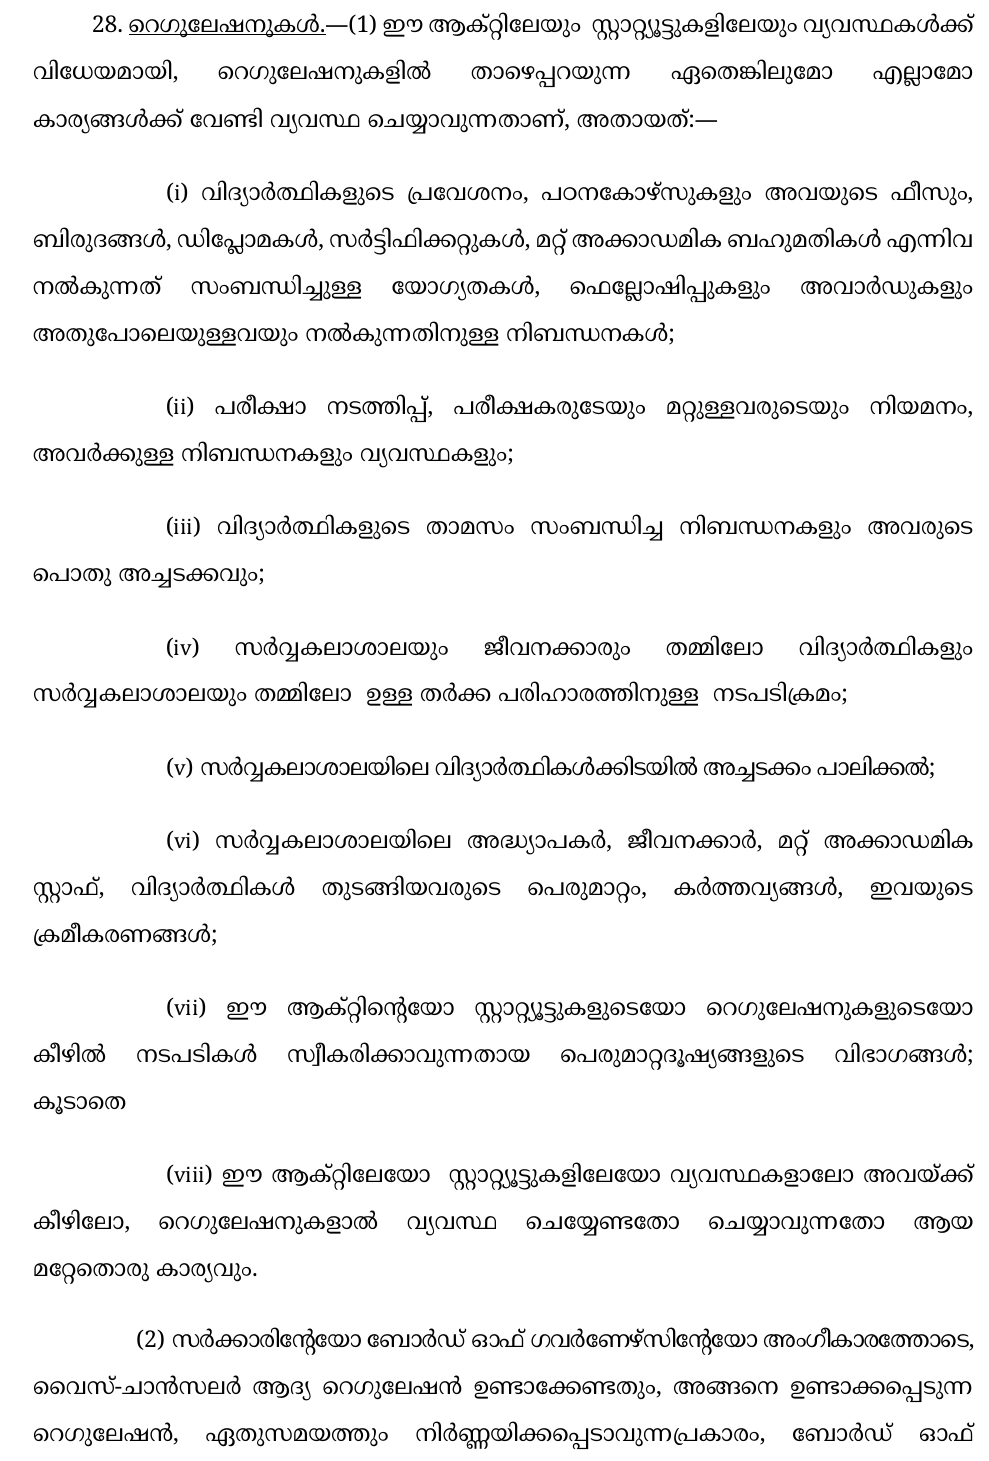 28. റെഗുലേഷനുകൾ.—(1) ഈ ആക്റ്റിലേയും സ്റ്റാറ്റ്യൂട്ടുകളിലേയും വ്യവസ്ഥകൾക്ക്
വിധേയമായി, റെഗുലേഷനുകളിൽ താഴെപ്പറയുന്ന ഏതെങ്കിലുമോ എല്ലാമോ
കാര്യങ്ങൾക്ക് വേണ്ടി വ്യവസ്ഥ ചെയ്യാവുന്നതാണ്, അതായത്:—
(i) വിദ്യാർത്ഥികളുടെ പ്രവേശനം, പഠനകോഴ്സുകളും അവയുടെ ഫീസും,
ബിരുദങ്ങൾ, ഡിപ്ലോമകൾ, സർട്ടിഫിക്കറ്റുകൾ, മറ്റ് അക്കാഡമിക ബഹുമതികൾ എന്നിവ
നൽകുന്നത് സംബന്ധിച്ചുള്ള യോഗ്യതകൾ, ഫെല്ലോഷിപ്പുകളും അവാർഡുകളും
അതുപോലെയുള്ളവയും നൽകുന്നതിനുള്ള നിബന്ധനകൾ;
(ii) പരീക്ഷാ നടത്തിപ്പ്, പരീക്ഷകരുടേയും മറ്റുള്ളവരുടെയും നിയമനം,
അവർക്കുള്ള നിബന്ധനകളും വ്യവസ്ഥകളും;
(iii) വിദ്യാർത്ഥികളുടെ താമസം സംബന്ധിച്ച നിബന്ധനകളും അവരുടെ
പൊതു അച്ചടക്കവും;
(iv) സർവ്വകലാശാലയും ജീവനക്കാരും തമ്മിലോ വിദ്യാർത്ഥികളും
സർവ്വകലാശാലയും തമ്മിലോ ഉള്ള തർക്ക പരിഹാരത്തിനുള്ള നടപടിക്രമം;
(v) സർവ്വകലാശാലയിലെ വിദ്യാർത്ഥികൾക്കിടയിൽ അച്ചടക്കം പാലിക്കൽ;
(vi) സർവ്വകലാശാലയിലെ അദ്ധ്യാപകർ, ജീവനക്കാർ, മറ്റ് അക്കാഡമിക
സ്റ്റാഫ്, വിദ്യാർത്ഥികൾ തുടങ്ങിയവരുടെ പെരുമാറ്റം, കർത്തവ്യങ്ങൾ, ഇവയുടെ
ക്രമീകരണങ്ങൾ;
(vii) ഈ ആക്റ്റിന്റെയോ സ്റ്റാറ്റ്യൂട്ടുകളുടെയോ റെഗുലേഷനുകളുടെയോ
കീഴിൽ നടപടികൾ സ്വീകരിക്കാവുന്നതായ പെരുമാറ്റദൂഷ്യങ്ങളുടെ വിഭാഗങ്ങൾ;
കൂടാതെ
(viii) ഈ ആക്റ്റിലേയോ സ്റ്റാറ്റ്യൂട്ടുകളിലേയോ വ്യവസ്ഥകളാലോ അവയ്ക്ക്
കീഴിലോ, റെഗുലേഷനുകളാൽ വ്യവസ്ഥ ചെയ്യേണ്ടതോ ചെയ്യാവുന്നതോ ആയ
മറ്റേതൊരു കാര്യവും.
(2) സർക്കാരിന്റേയോ ബോർഡ് ഓഫ് ഗവർണേഴ്സിന്റേയോ അംഗീകാരത്തോടെ,
വൈസ്-ചാൻസലർ ആദ്യ റെഗുലേഷൻ ഉണ്ടാക്കേണ്ടതും, അങ്ങനെ ഉണ്ടാക്കപ്പെടുന്ന
റെഗുലേഷൻ, ഏതുസമയത്തും നിർണ്ണയിക്കപ്പെടാവുന്നപ്രകാരം, ബോർഡ് ഓഫ്